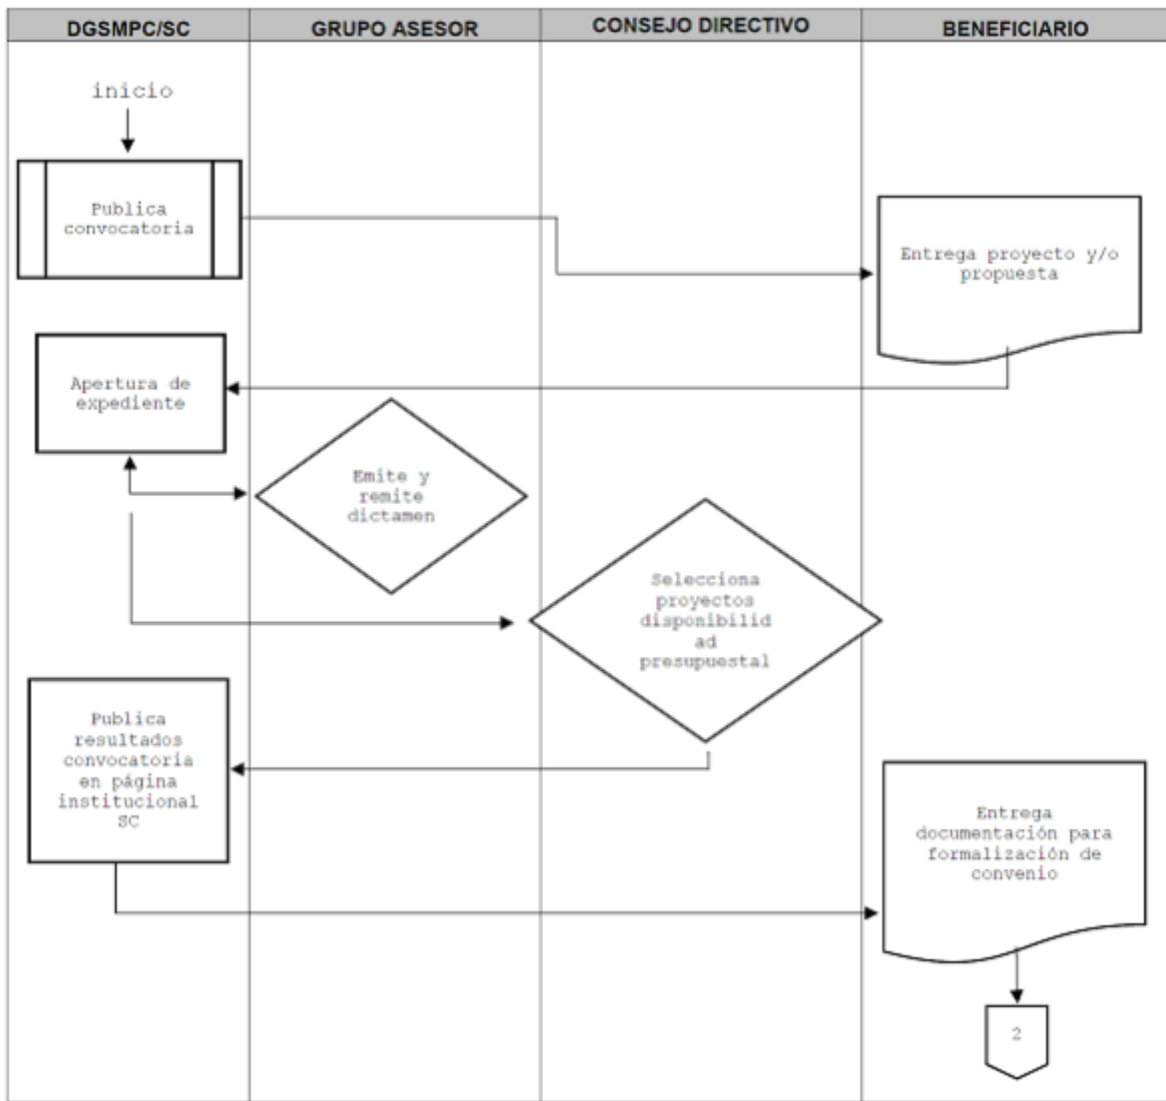 DGSMPC/SC
GRUPO ASESOR
CONSEJO DIRECTIVO
BENEFICIARIO
inicio
Publica
convocatoria
Entrega proyecto y/o
propuesta
Apertura de
expediente
Emite y
remite
dictamen
Selecciona
proyectos
disponibilid
ad
presupuestal
Publica
resultados
convocatoria
en página
institucional
SC
Entrega
documentación para
formalización de
convenio
2